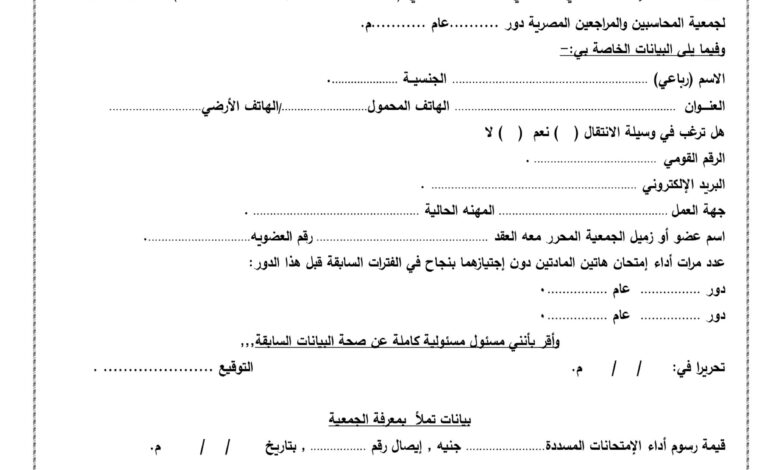 لجمعية المحاسبين والمراجعين المصرية دور ..........عام ...........م.
وفيما يلى البيانات الخاصة بي:-
الاسم (رباعي) .......................................................... الجنسيـة .................... .
العنــوان .................................................................. الهاتف المحمول........................../الهاتف الأرضي............................
هل ترغب في وسيلة الانتقال ( ) نعم ( ) لا
الرقم القومي ..................................... .
البريد الإلكتروني .............................................................. .
جهة العمل ................................................... المهنه الحالية .................................................. .
اسم عضو أو زميل الجمعية المحرر معه العقد .................................................... رقم العضويه...............................
عدد مرات أداء إمتحان هاتين المادتين دون إجتيازهما بنجاح في الفترات السابقة قبل هذا الدور:
دور ................ عام ................ .
دور ................ عام ................ .
وأقر بأنني مسئول مسئولية كاملة عن صحة البيانات السابقة,,,
تحريرا في: / / م. التوقيع ...................... .
بيانات تملأ بمعرفة الجمعية
قيمة رسوم أداء الإمتحانات المسددة...................... جنيه , إيصال رقم ................ , بتاريخ / / م.